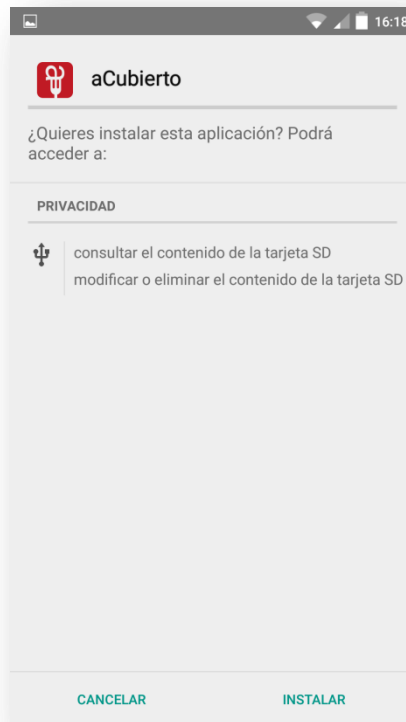 16:18
aCubierto
¿Quieres instalar esta aplicación? Podrá
acceder a:
PRIVACIDAD
consultar el contenido de la tarjeta SD
modificar o eliminar el contenido de la tarjeta SD
CANCELAR INSTALAR